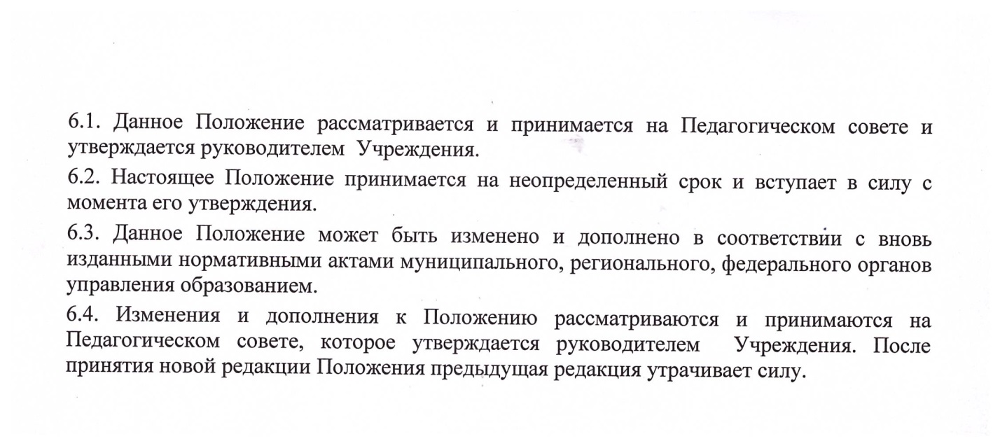 6.1. Данное Положение рассматривается и принимается на Педагогическом совете и
утверждается руководителем Учреждения.
6.2. Настоящее Положение принимается на неопределенный срок и вступает в силу с
момента его утверждения.
6.3. Данное Положение может быть изменено и дополнено в соответствии с вновь
изданными нормативными актами муниципального, регионального, федерального органов
управления образованием.
6.4. Изменения и дополнения к Положению рассматриваются и принимаются на
Педагогическом совете, которое утверждается руководителем Учреждения. После
принятия новой редакции Положения предыдущая редакция утрачивает силу.